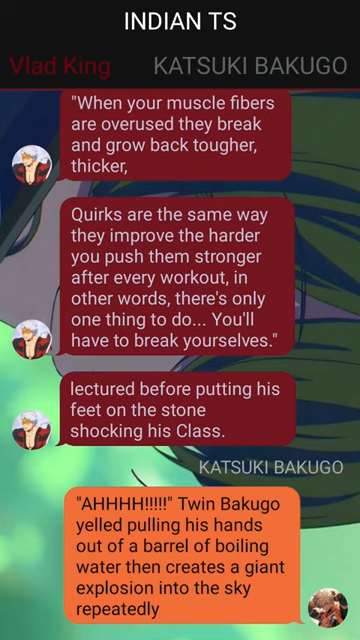 INDIAN TS
Vlad King KATSUKI BAKUGO
"When your muscle fibers
are overused they break
and grow back tougher,
thicker,
Quirks are the same way
they improve the harder
you push them stronger
after every workout, in
other words, there's only
one thing to do... You'll
have to break yourselves."
lectured before putting his
feet on the stone
shocking his Class.
KATSUKI BAKUGO
"AHHHH!!!!!" Twin Bakugo
yelled pulling his hands
out of a barrel of boiling
water then creates a giant
explosion into the sky
repeatedly